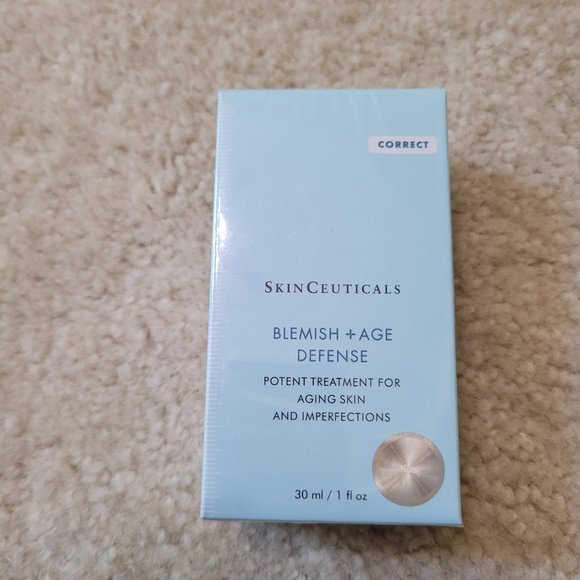 CORRECT
SKINCEUTICALS
BLEMISH + AGE
DEFENSE
POTENT TREATMENT FOR
AGING SKIN
AND IMPERFECTIONS
30 ml / 1 fl oz